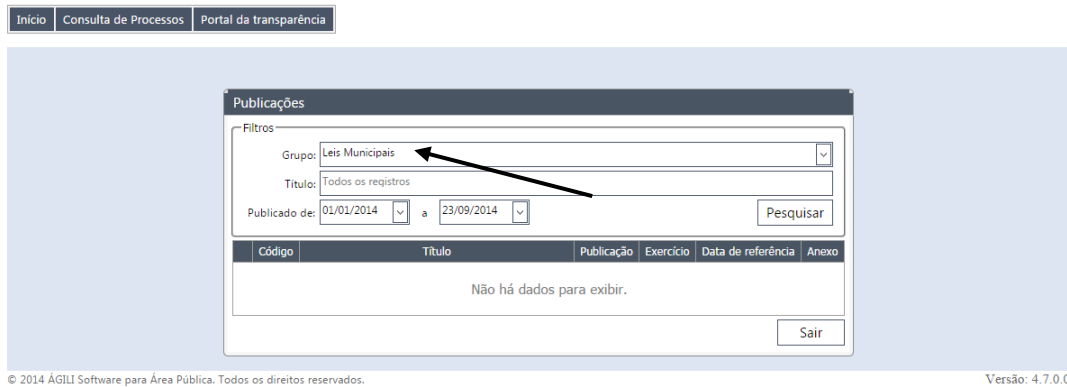 Início Consulta de Processos Portal da transparência
Publicações
Filtros
Grupo: Leis Municipais
Título: Todos os registros
Publicado de: 01/01/2014 a 23/09/2014 Pesquisar
Código Título Publicação Exercício Data de referência Anexo
Não há dados para exibir.
Sair
© 2014 ÁGILI Software para Área Pública. Todos os direitos reservados. Versão: 4.7.0.0